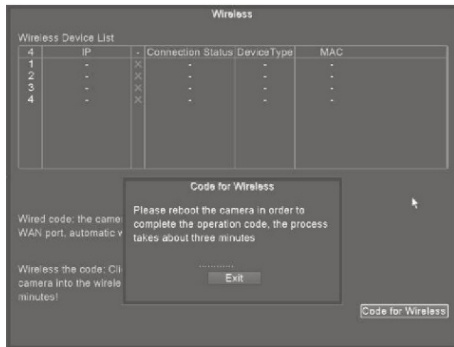 Wireless
Wireless Device List
4 IP - Connection Status DeviceType MAC
1 - X - - -
2 - X - - -
3 - X - - -
4 - X - - -
Code for Wireless
Please reboot the camera in order to
complete the operation code, the process
takes about three minutes
...........
Exit
Wired code: the came
WAN port, automatic
Wireless the code: Cli
camera into the wirele
minutes!
Code for Wireless